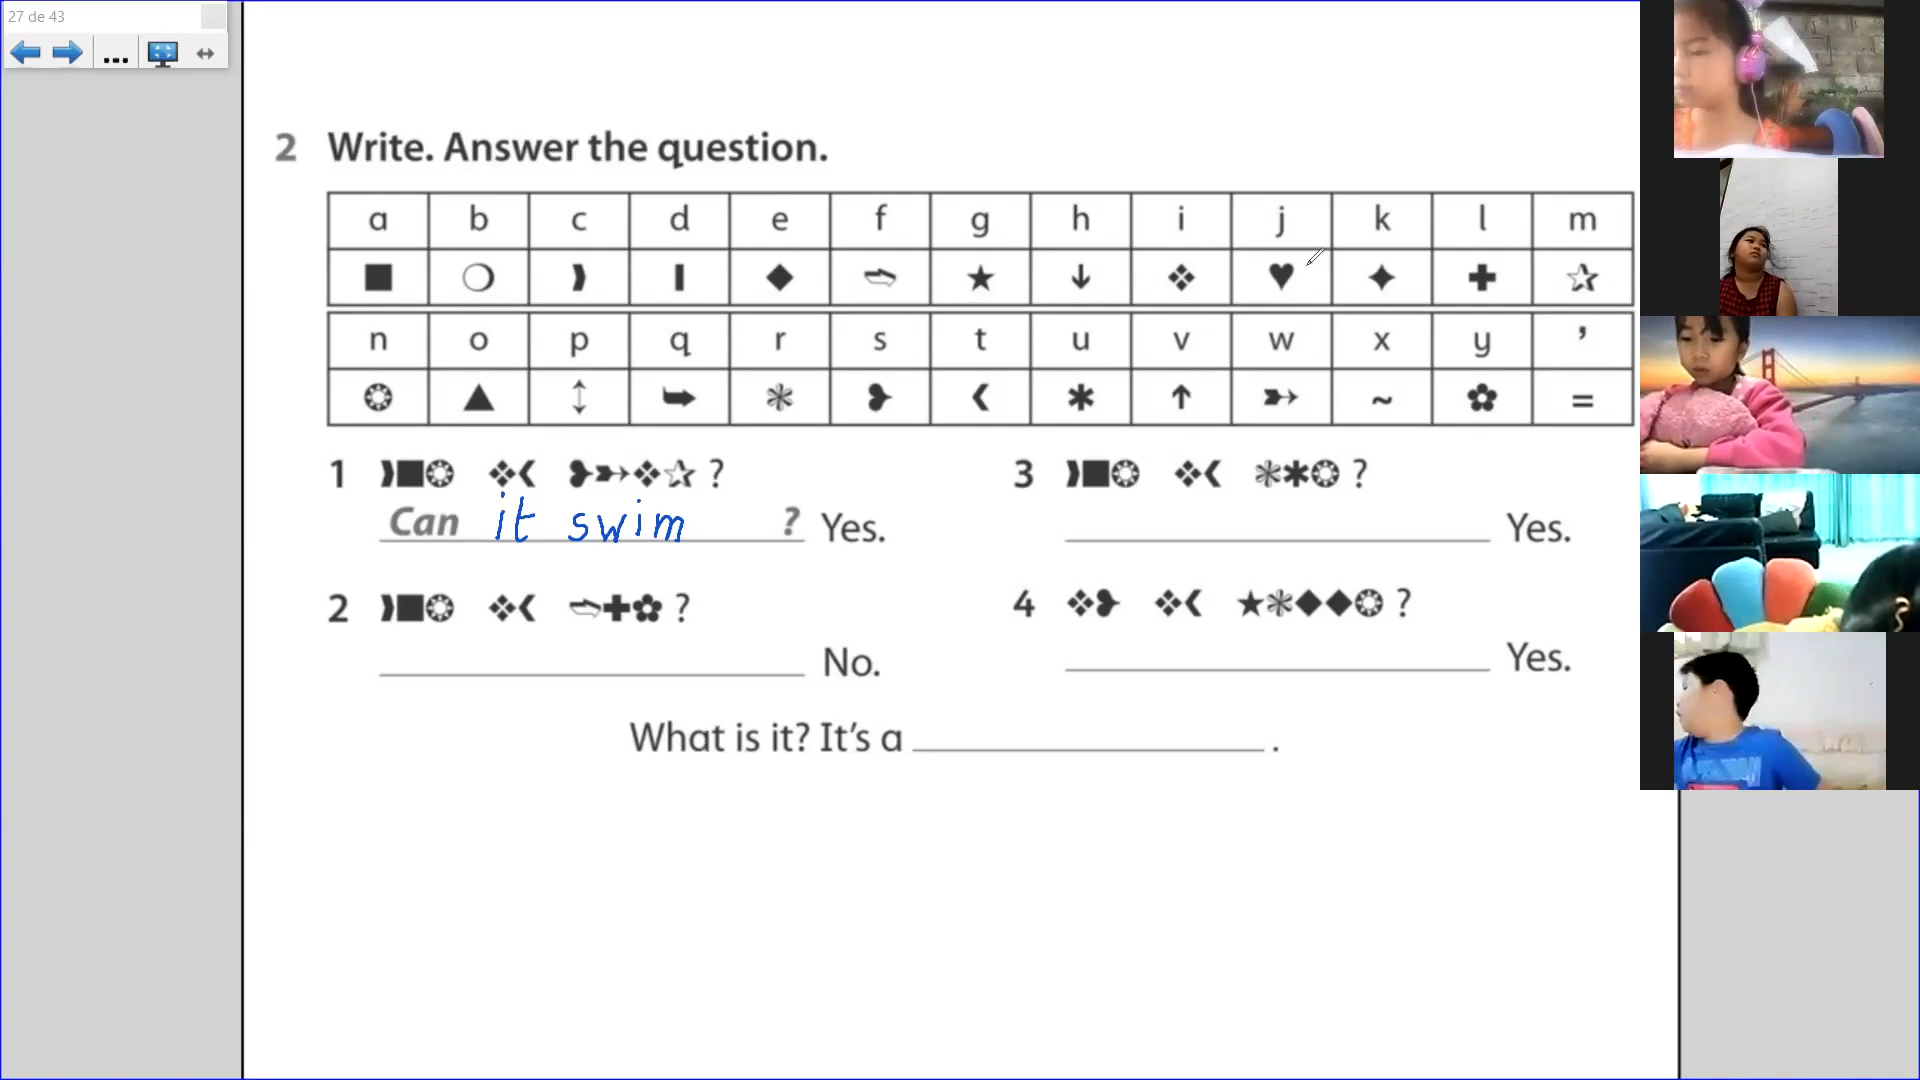 27 de 43
...
2 Write. Answer the question.
a b c d e f g h i j k l m
■ ❍ ❫ ❙ ◆ ➯ ★ ↓ ❖ ♥ ✦ ✚ ✰
n o p q r s t u v w x y ’
❂ ▲ ↕ ➥ ❃ ❥ ❮ ✱ ↑ ➳ ~ ✿ =
1 ❫■❂ ❖❮ ❥➳❖✰ ?
Can it swim ? Yes.
2 ❫■❂ ❖❮ ➯✚✿ ?
No.
3 ❫■❂ ❖❮ ❃✱❂ ?
Yes.
4 ❖❥ ❖❮ ★❃◆◆❂ ?
Yes.
What is it? It’s a .